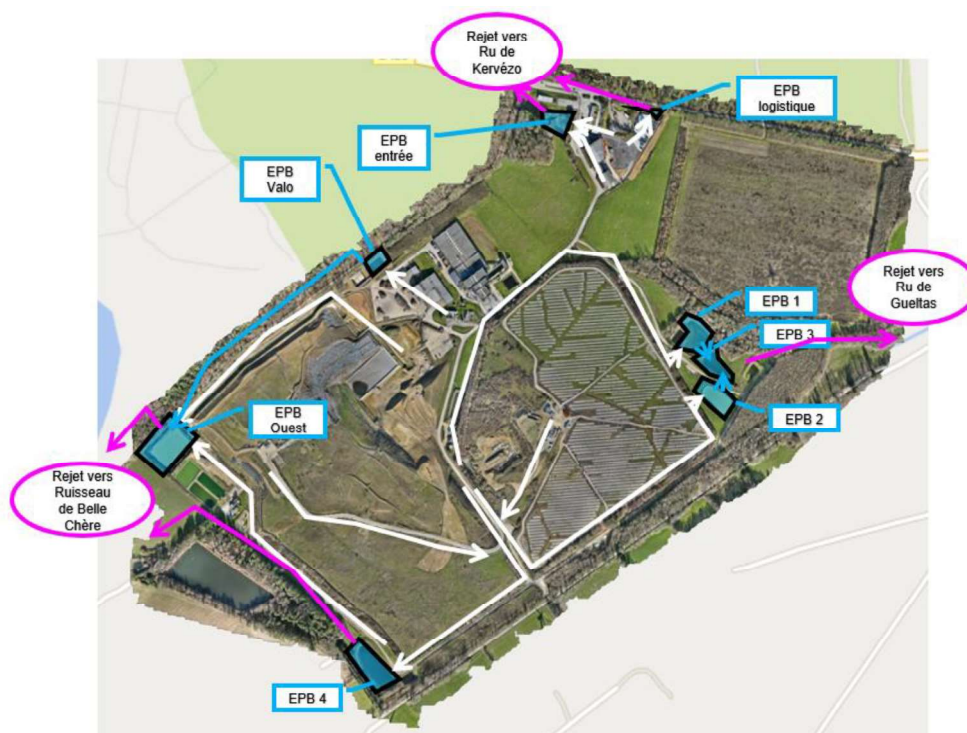 Rejet vers
Ru de
Kervézo
EPB
logistique
EPB
entrée
EPB
Valo
Rejet vers
Ru de
Gueltas
EPB 1
EPB 3
EPB 2
EPB
Ouest
Rejet vers
Ruisseau
de Belle
Chère
EPB 4